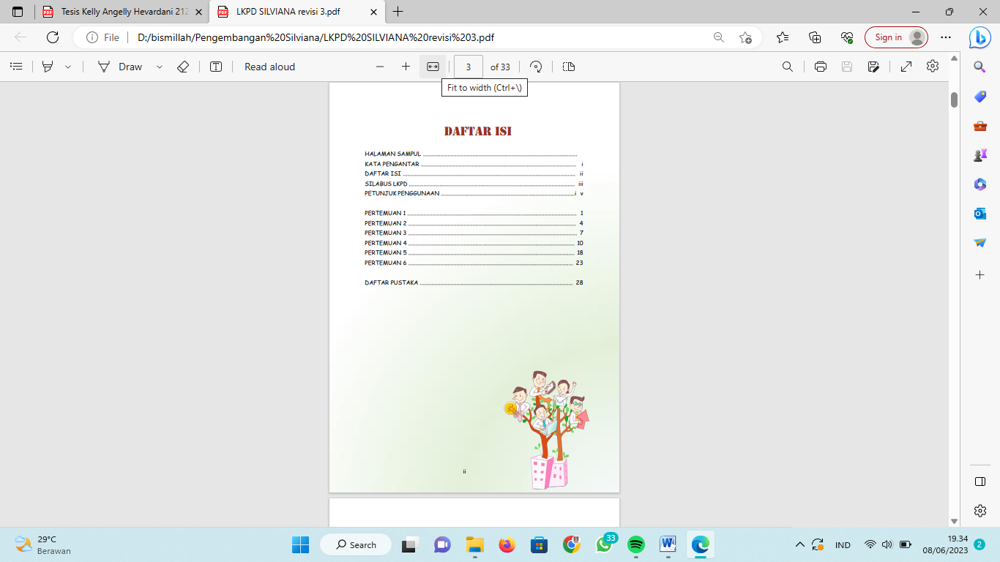 Tesis Kelly Angelly Hevardani 212
LKPD SILVIANA revisi 3.pdf
File
D:/bismillah/Pengembangan%20Silviana/LKPD%20SILVIANA%20revisi%203.pdf
Sign in
Draw
Read aloud
3 of 33
Fit to width (Ctrl+\)
DAFTAR ISI
HALAMAN SAMPUL
KATA PENGANTAR i
DAFTAR ISI ii
SILABUS LKPD iii
PETUNJUK PENGGUNAAN i v
PERTEMUAN 1 1
PERTEMUAN 2 4
PERTEMUAN 3 7
PERTEMUAN 4 10
PERTEMUAN 5 18
PERTEMUAN 6 23
DAFTAR PUSTAKA 28
ii
29°C
Berawan
Search
33
IND
19.34
08/06/2023
2